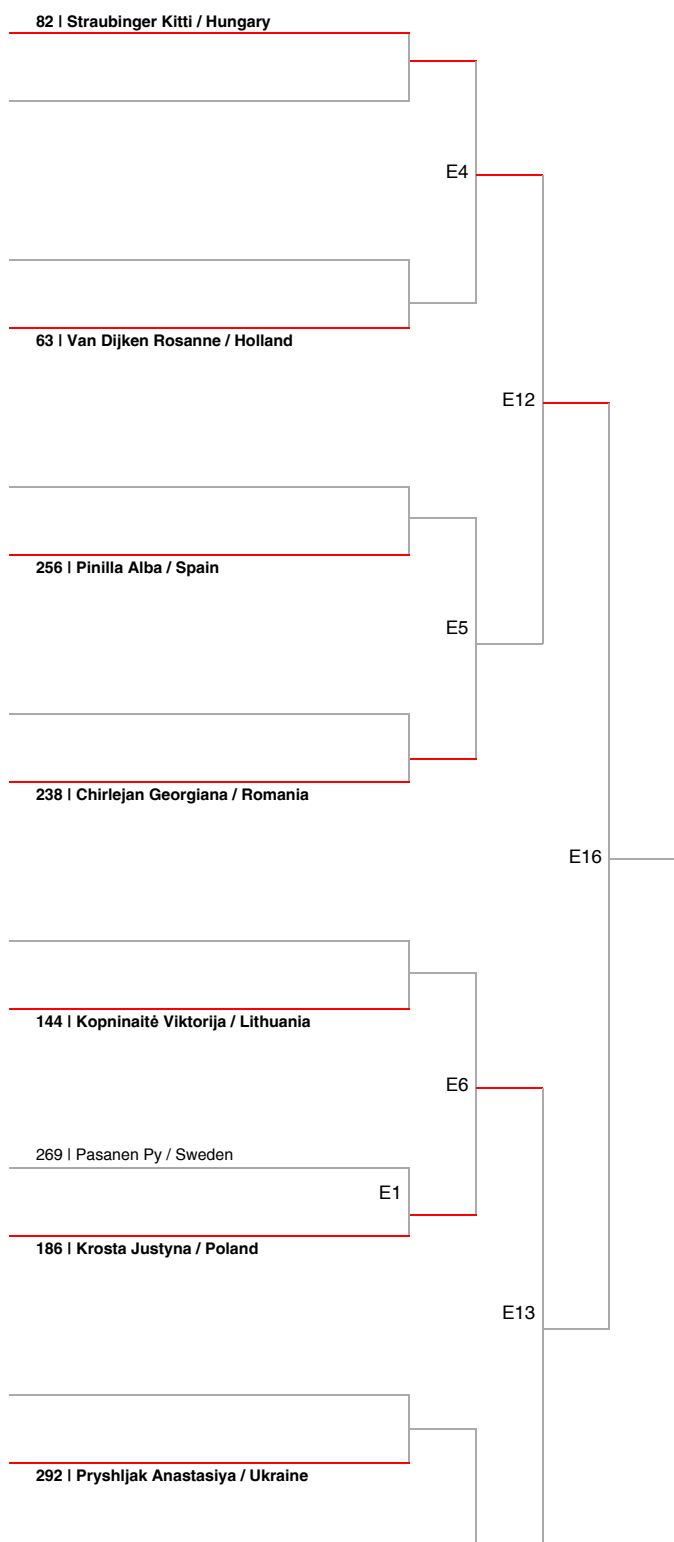 82 | Straubinger Kitti / Hungary
E4
63 | Van Dijken Rosanne / Holland
E12
256 | Pinilla Alba / Spain
E5
238 | Chirlejan Georgiana / Romania
E16
144 | Kopninaitė Viktorija / Lithuania
E6
269 | Pasanen Py / Sweden
E1
186 | Krosta Justyna / Poland
E13
292 | Pryshljak Anastasiya / Ukraine